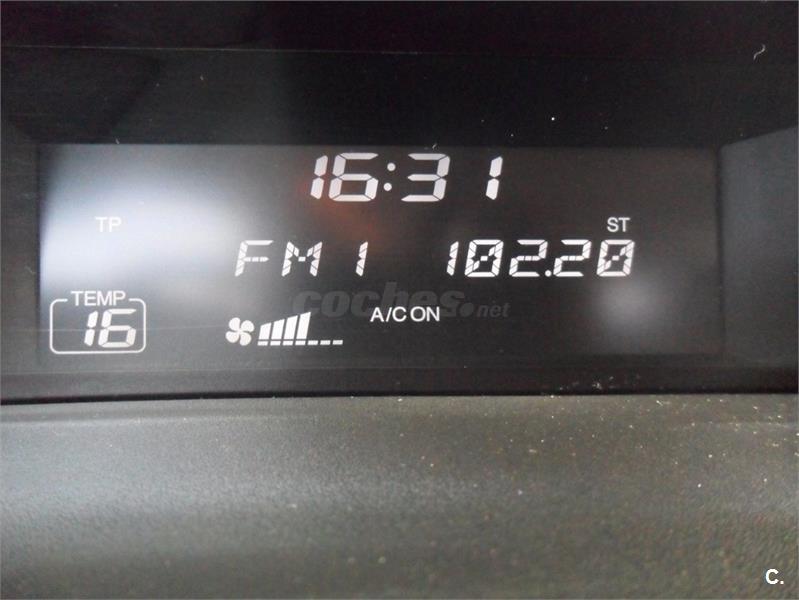 16:31
TP
ST
FM1 102.20
TEMP
16
A/C ON
coches.net
C.